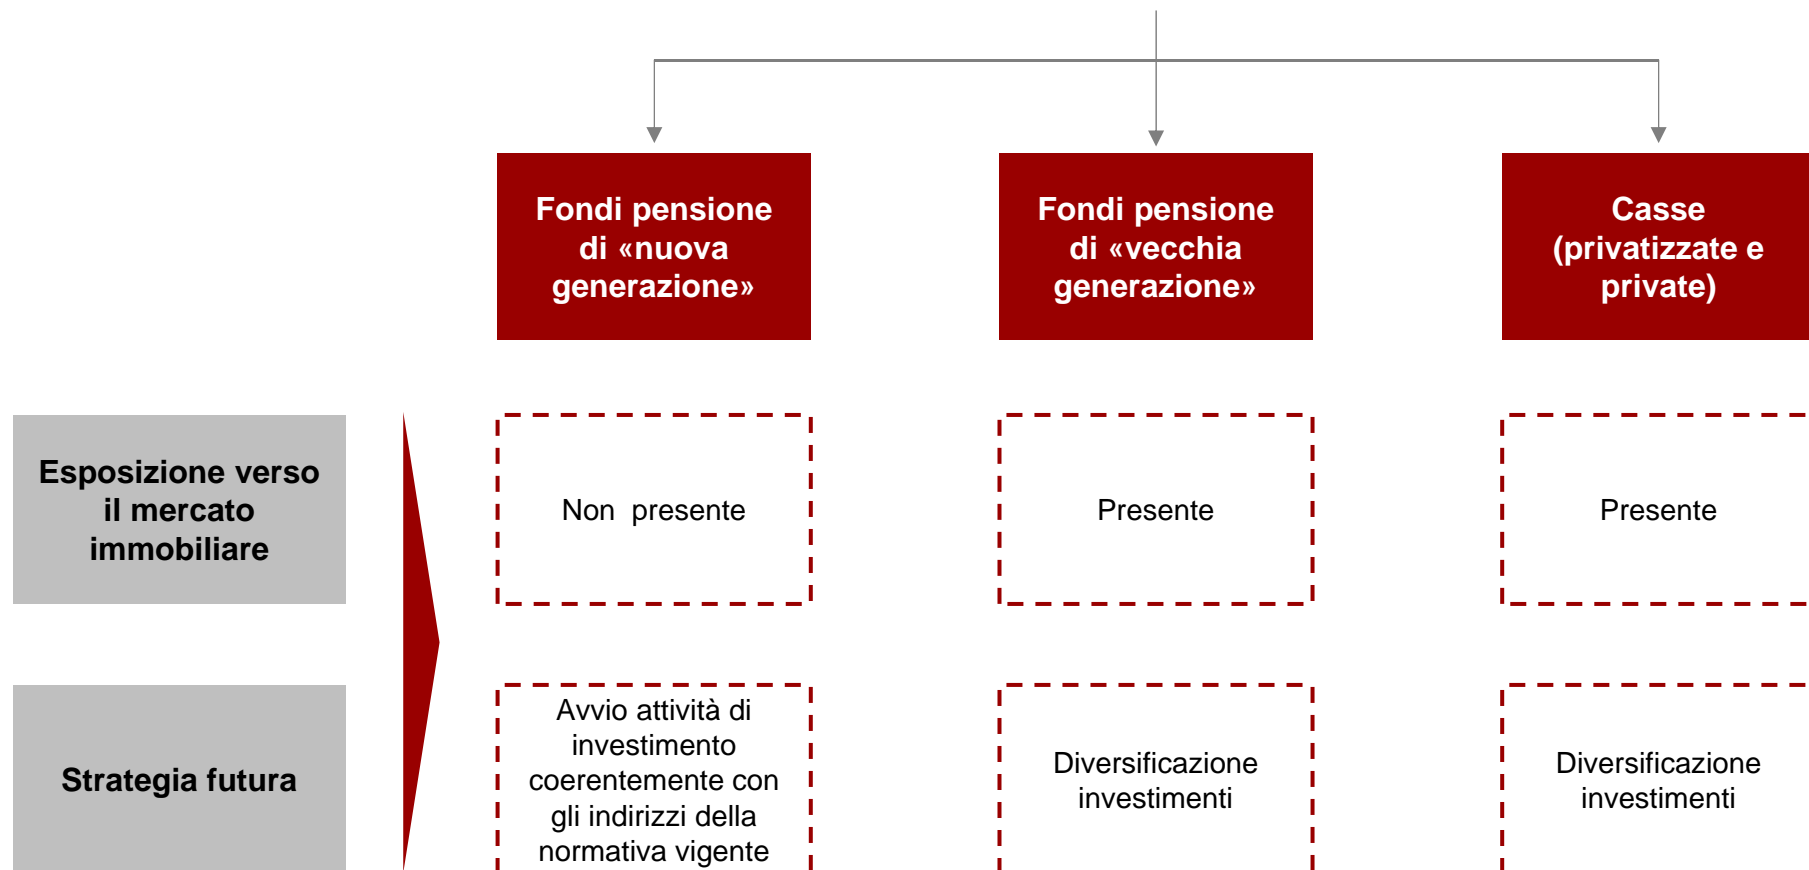 Fondi pensione
di «nuova
generazione»
Fondi pensione
di «vecchia
generazione»
Casse
(privatizzate e
private)
Esposizione verso
il mercato
immobiliare
Non presente
Presente
Presente
Strategia futura
Avvio attività di
investimento
coerentemente con
gli indirizzi della
normativa vigente
Diversificazione
investimenti
Diversificazione
investimenti